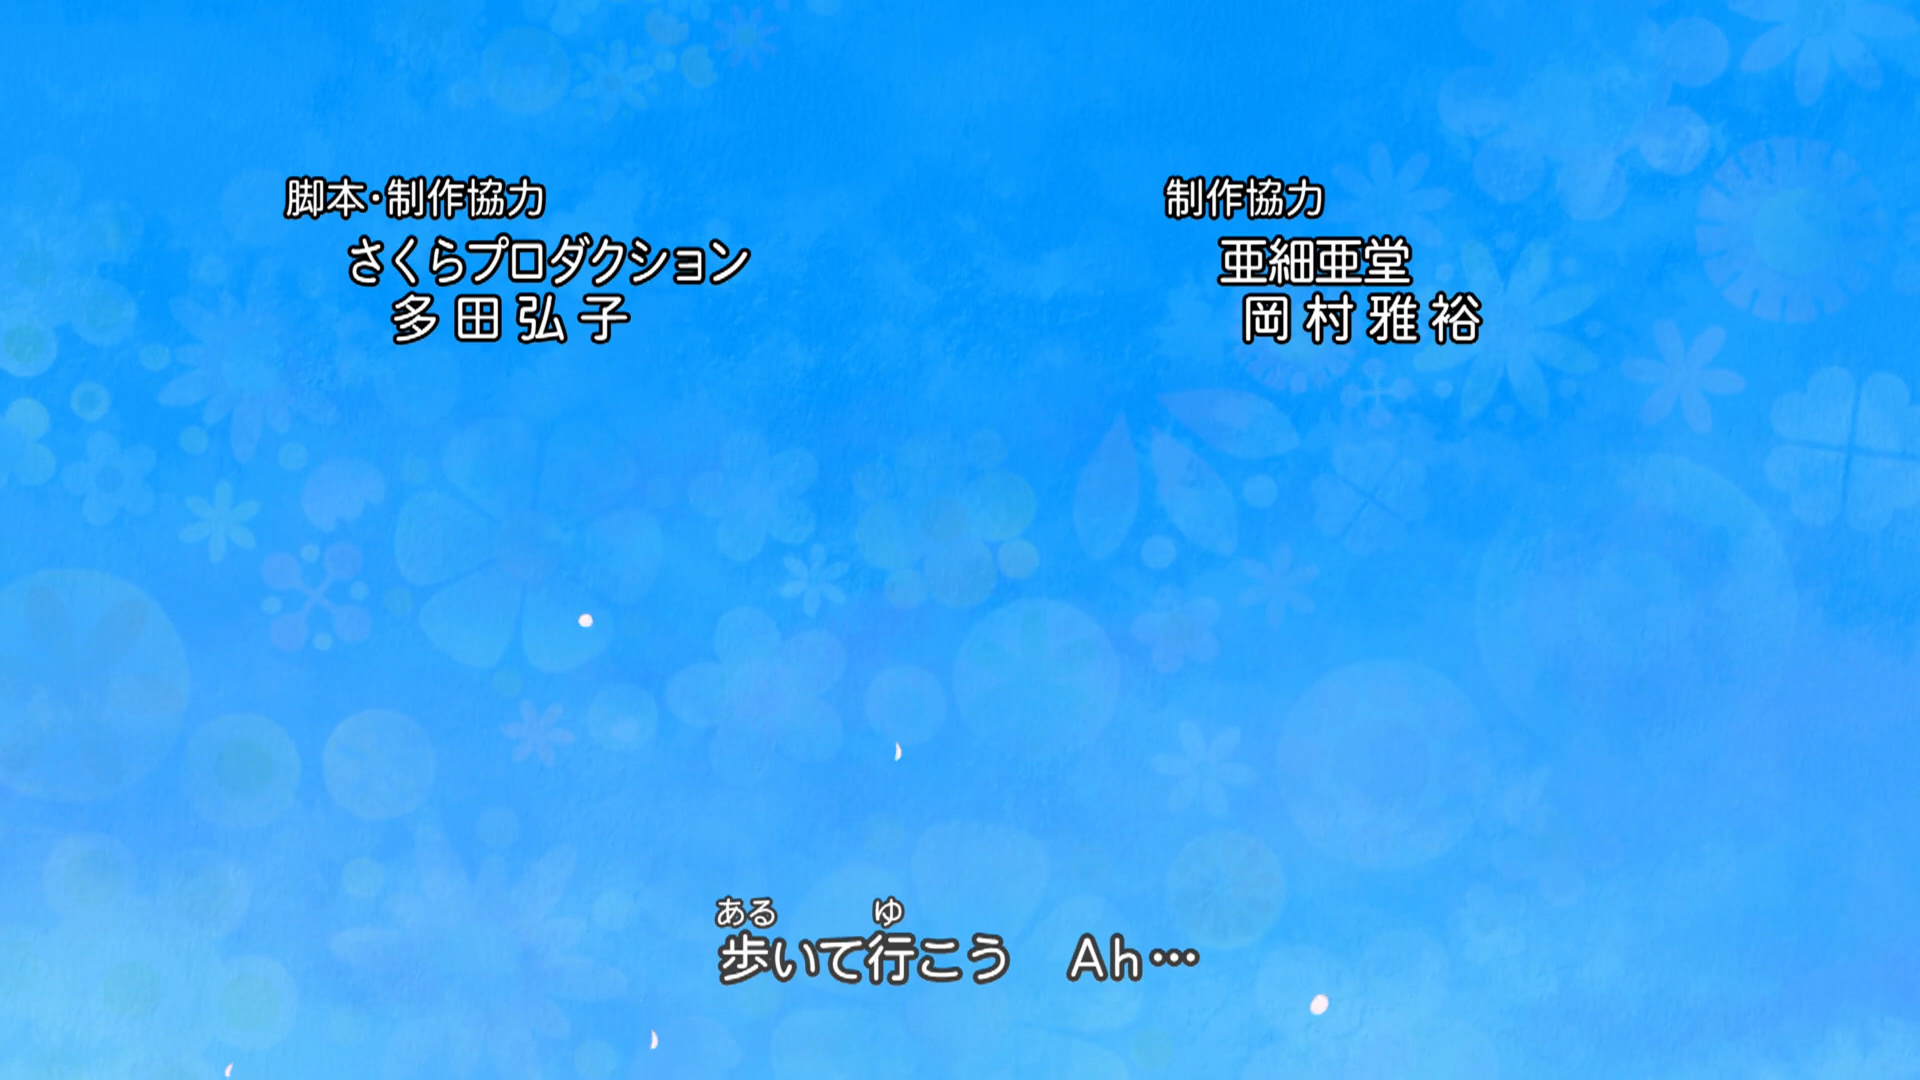 脚本・制作協力
さくらプロダクション
多田弘子
制作協力
亜細亜堂
岡村雅裕
ある ゆ
歩いて行こう Ah…